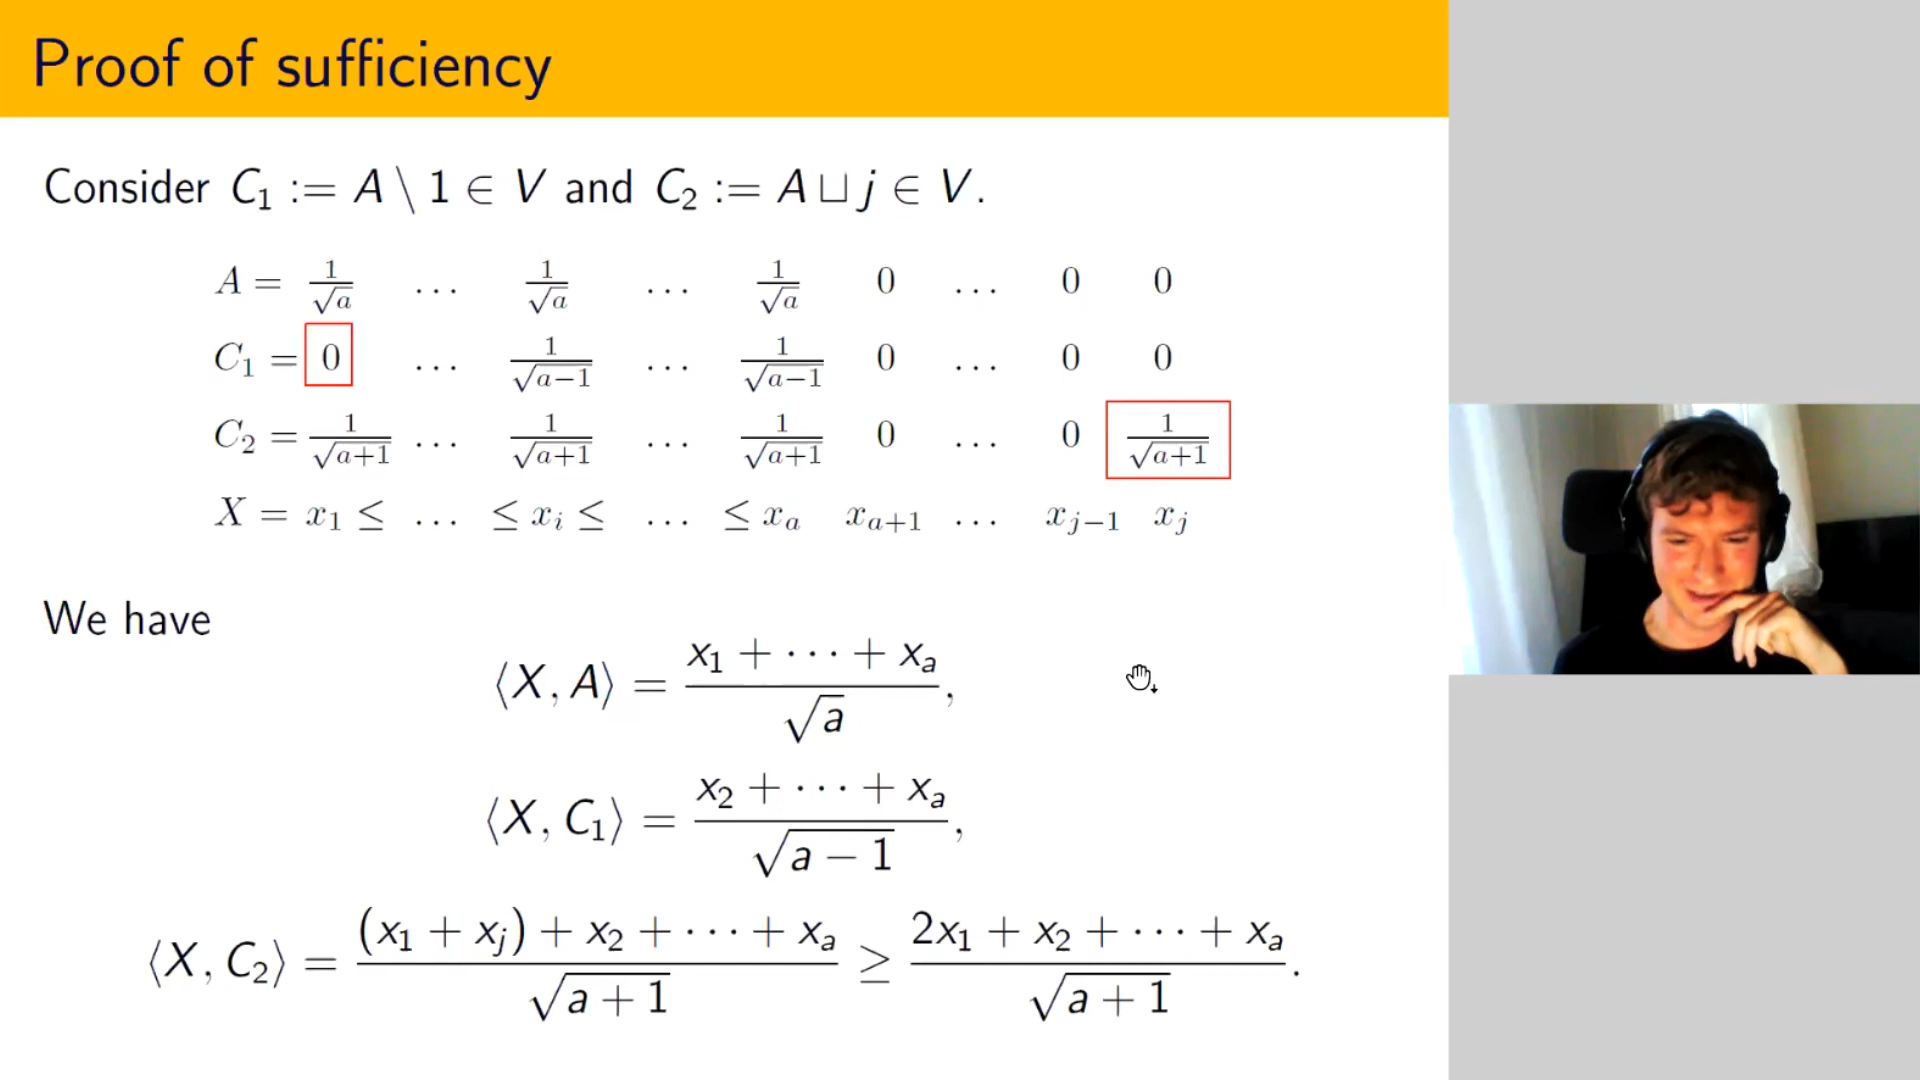 Proof of sufficiency
Consider C₁ := A \ 1 ∈ V and C₂ := A ⊔ j ∈ V.
A = 1/√a … 1/√a … 1/√a 0 … 0 0
C₁ = 0 … 1/√(a−1) … 1/√(a−1) 0 … 0 0
C₂ = 1/√(a+1) … 1/√(a+1) … 1/√(a+1) 0 … 0 1/√(a+1)
X = x₁ ≤ … ≤ xᵢ ≤ … ≤ xₐ xₐ₊₁ … xⱼ₋₁ xⱼ
We have
⟨X, A⟩ = (x₁ + ⋯ + xₐ)/√a,
⟨X, C₁⟩ = (x₂ + ⋯ + xₐ)/√(a − 1),
⟨X, C₂⟩ = ((x₁ + xⱼ) + x₂ + ⋯ + xₐ)/√(a + 1) ≥ (2x₁ + x₂ + ⋯ + xₐ)/√(a + 1).